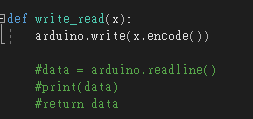 def write_read(x):
    arduino.write(x.encode())

    #data = arduino.readline()
    #print(data)
    #return data